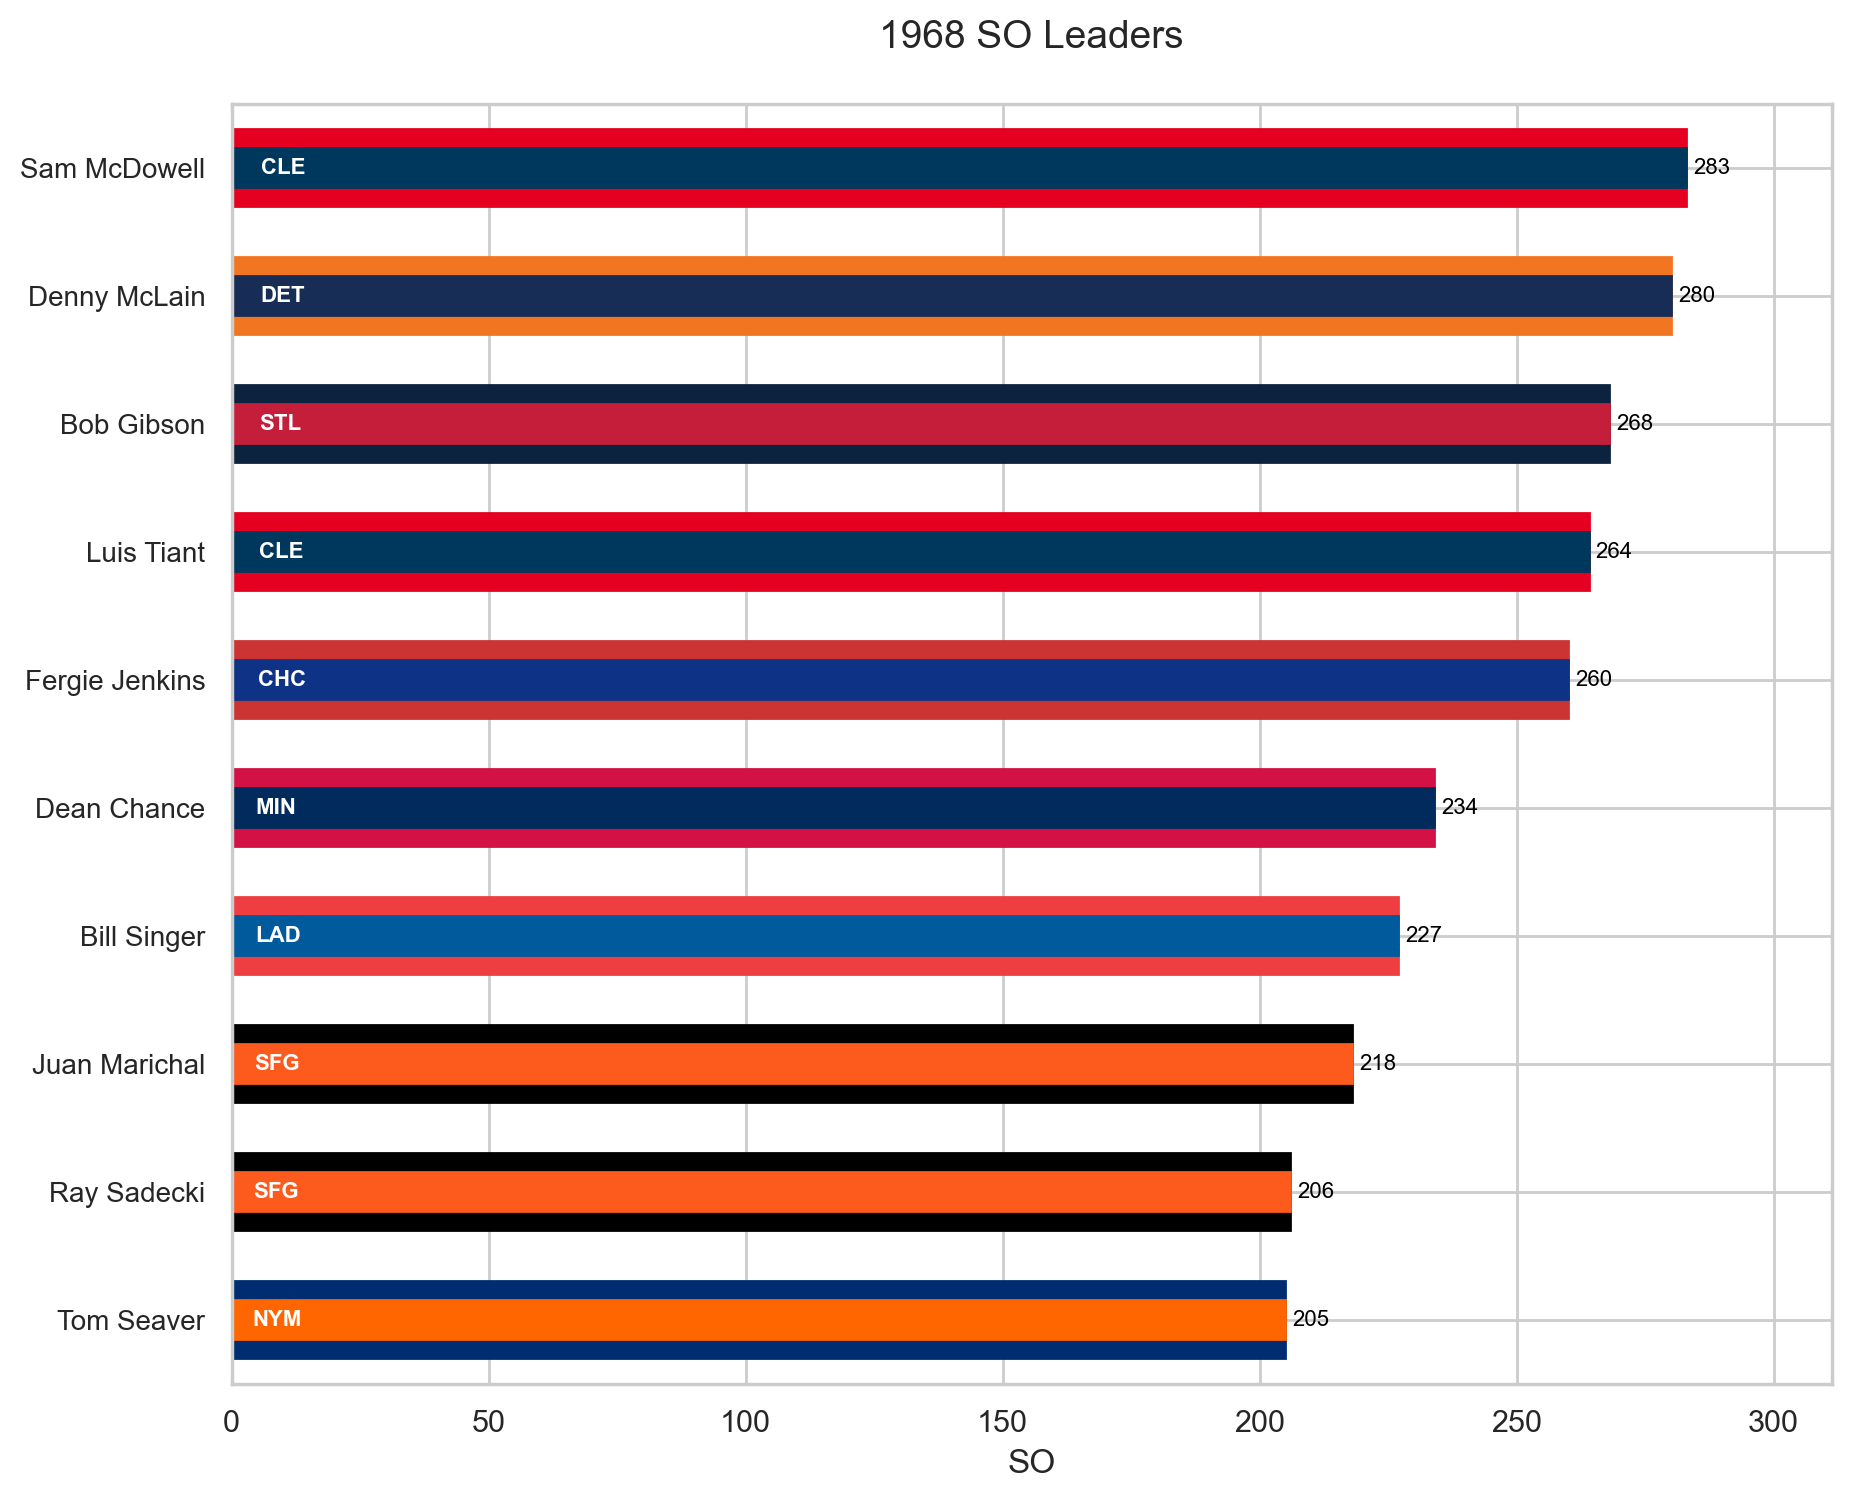 1968 SO Leaders
Sam McDowell CLE 283
Denny McLain DET 280
Bob Gibson STL 268
Luis Tiant CLE 264
Fergie Jenkins CHC 260
Dean Chance MIN 234
Bill Singer LAD 227
Juan Marichal SFG 218
Ray Sadecki SFG 206
Tom Seaver NYM 205
0 50 100 150 200 250 300
SO